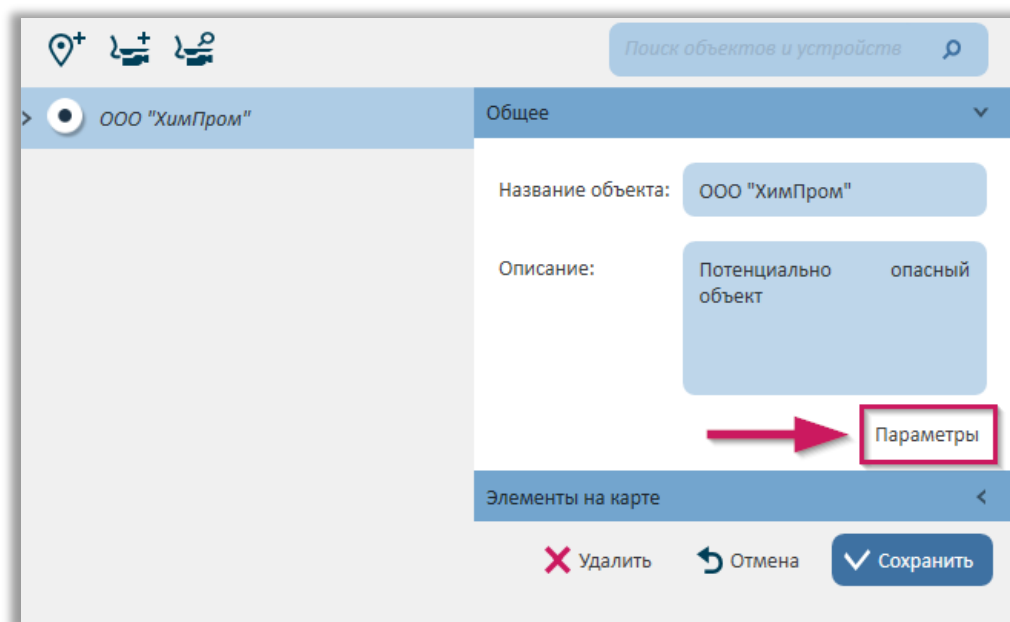 Поиск объектов и устройств
ООО "ХимПром"
Общее
Название объекта: ООО "ХимПром"
Описание: Потенциально опасный
объект
Параметры
Элементы на карте
Удалить Отмена Сохранить